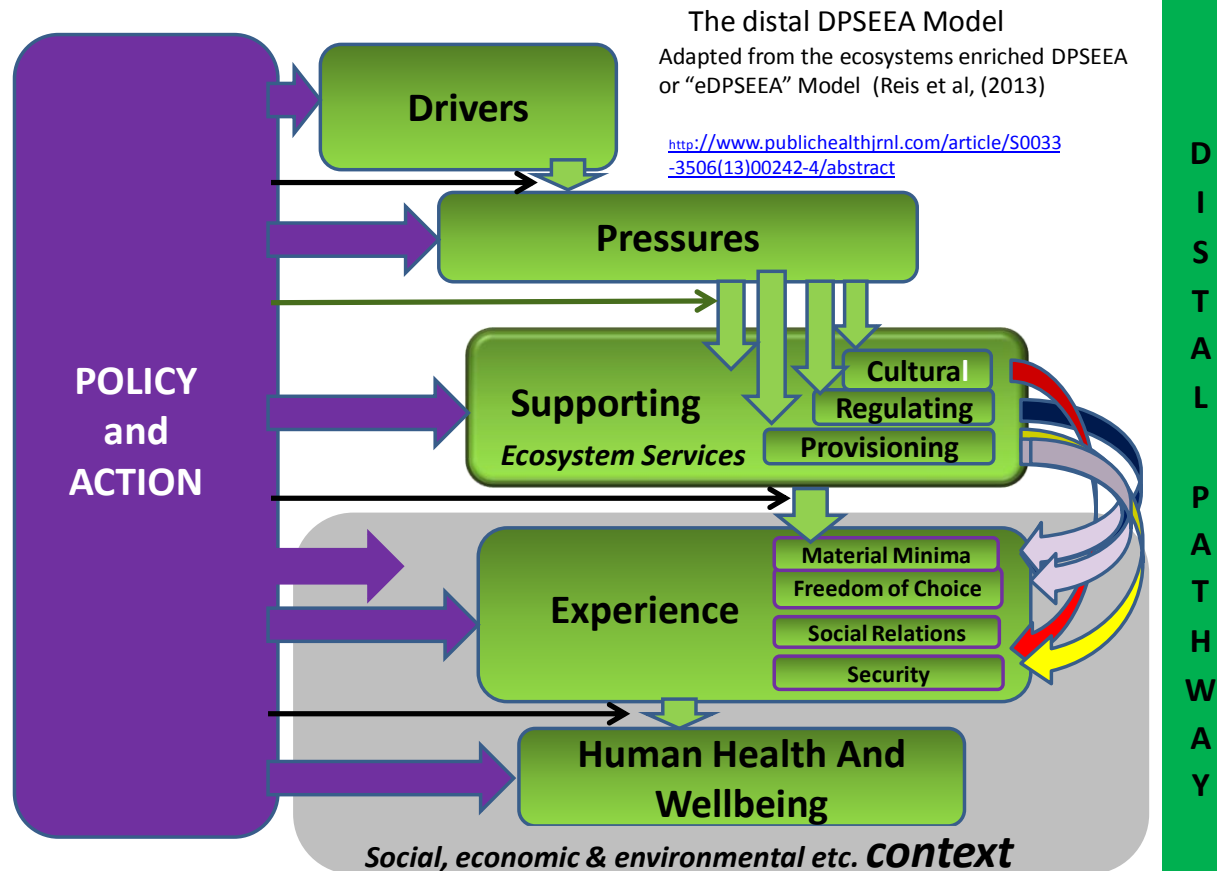 The distal DPSEEA Model
Adapted from the ecosystems enriched DPSEEA
or “eDPSEEA” Model  (Reis et al, (2013)
http://www.publichealthjrnl.com/article/S0033
-3506(13)00242-4/abstract
POLICY
and
ACTION
Drivers
Pressures
Supporting
Ecosystem Services
Cultural
Regulating
Provisioning
Experience
Material Minima
Freedom of Choice
Social Relations
Security
Human Health And
Wellbeing
Social, economic & environmental etc. context
D
I
S
T
A
L
P
A
T
H
W
A
Y